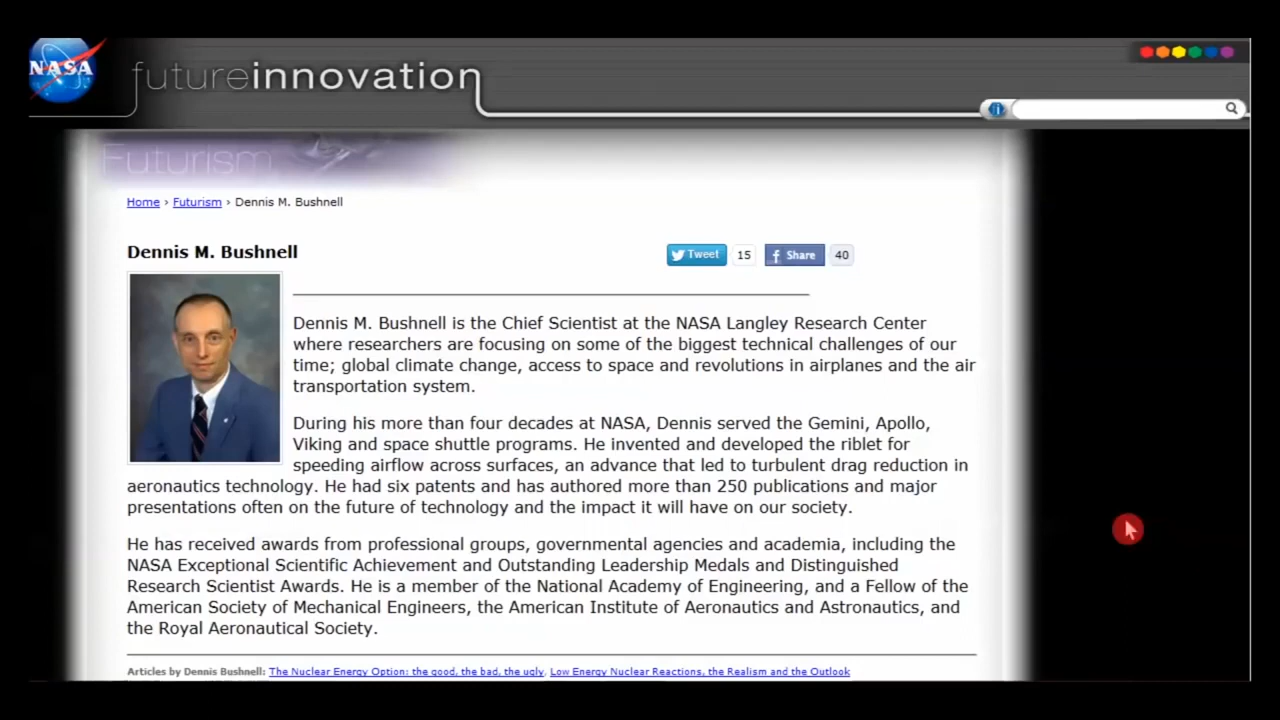 NASA
futureinnovation
Futurism
Home › Futurism › Dennis M. Bushnell
Dennis M. Bushnell
Tweet 15 Share 40
Dennis M. Bushnell is the Chief Scientist at the NASA Langley Research Center
where researchers are focusing on some of the biggest technical challenges of our
time; global climate change, access to space and revolutions in airplanes and the air
transportation system.
During his more than four decades at NASA, Dennis served the Gemini, Apollo,
Viking and space shuttle programs. He invented and developed the riblet for
speeding airflow across surfaces, an advance that led to turbulent drag reduction in
aeronautics technology. He had six patents and has authored more than 250 publications and major
presentations often on the future of technology and the impact it will have on our society.
He has received awards from professional groups, governmental agencies and academia, including the
NASA Exceptional Scientific Achievement and Outstanding Leadership Medals and Distinguished
Research Scientist Awards. He is a member of the National Academy of Engineering, and a Fellow of the
American Society of Mechanical Engineers, the American Institute of Aeronautics and Astronautics, and
the Royal Aeronautical Society.
Articles by Dennis Bushnell: The Nuclear Energy Option: the good, the bad, the ugly, Low Energy Nuclear Reactions, the Realism and the Outlook